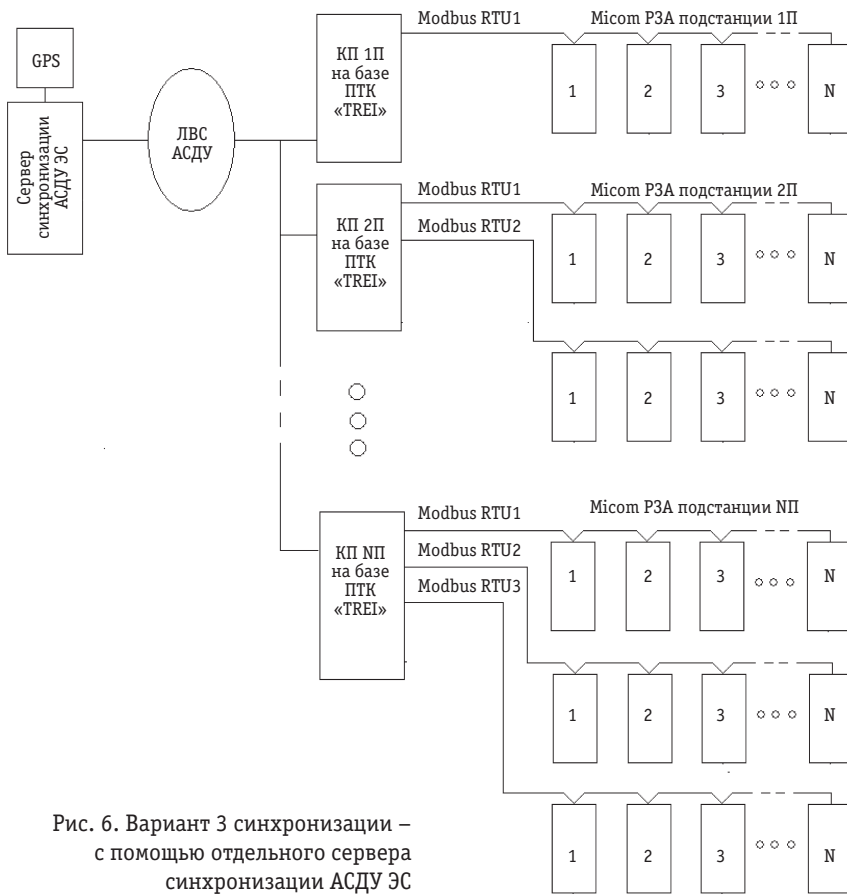 GPS
Сервер
синхронизации
АСДУ ЭС
ЛВС
АСДУ
КП 1П
на базе
ПТК
«TREI»
Modbus RTU1
Micom РЗА подстанции 1П
1
2
3
N
КП 2П
на базе
ПТК
«TREI»
Modbus RTU1
Modbus RTU2
Micom РЗА подстанции 2П
1
2
3
N
1
2
3
N
КП NП
на базе
ПТК
«TREI»
Modbus RTU1
Modbus RTU2
Modbus RTU3
Micom РЗА подстанции NП
1
2
3
N
1
2
3
N
1
2
3
N
Рис. 6. Вариант 3 синхронизации –
с помощью отдельного сервера
синхронизации АСДУ ЭС